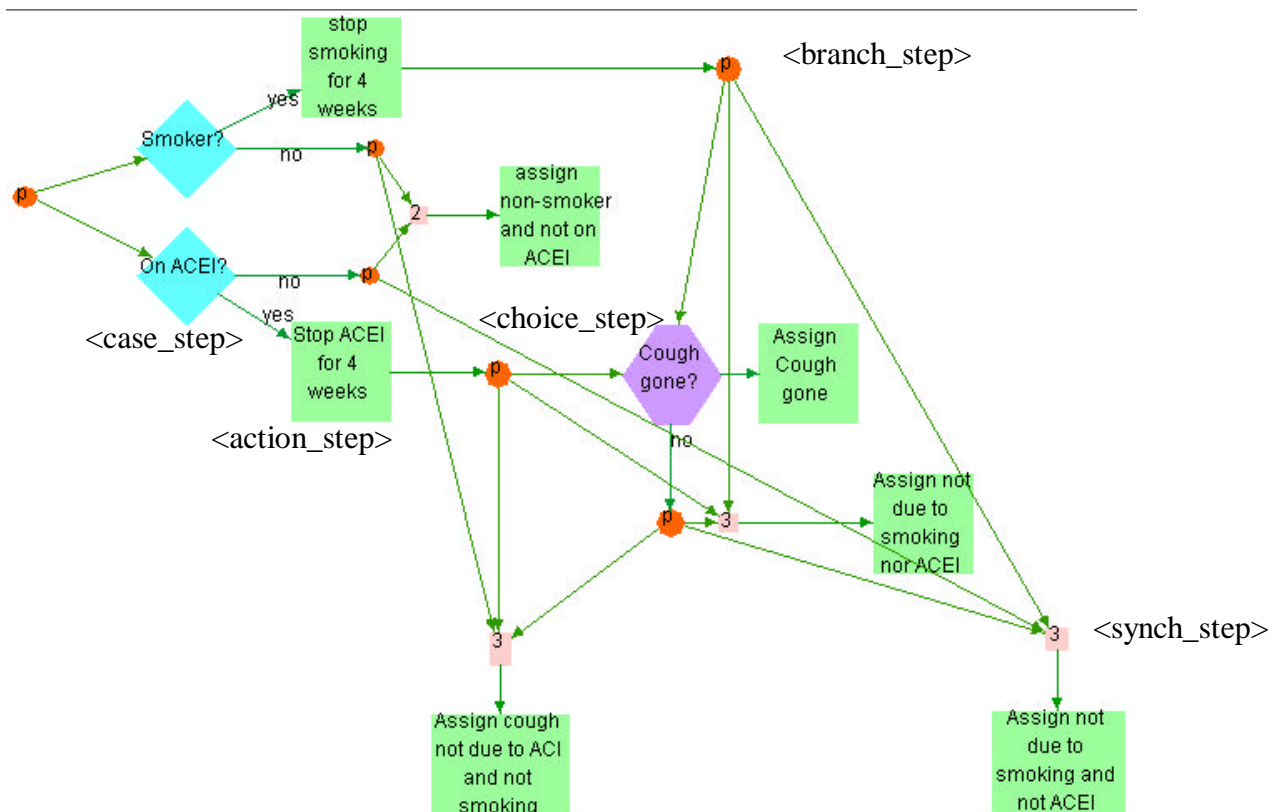 stop
smoking
for 4
weeks
p
<branch_step>
Smoker?
yes
no
p
p
assign
non-smoker
and not on
ACEI
2
On ACEI?
no
p
yes
<case_step>
Stop ACEI
for 4
weeks
<action_step>
p
<choice_step>
Cough
gone?
Assign
Cough
gone
no
p
3
Assign not
due to
smoking
nor ACEI
3
3
<synch_step>
Assign cough
not due to ACI
and not
smoking
Assign not
due to
smoking and
not ACEI